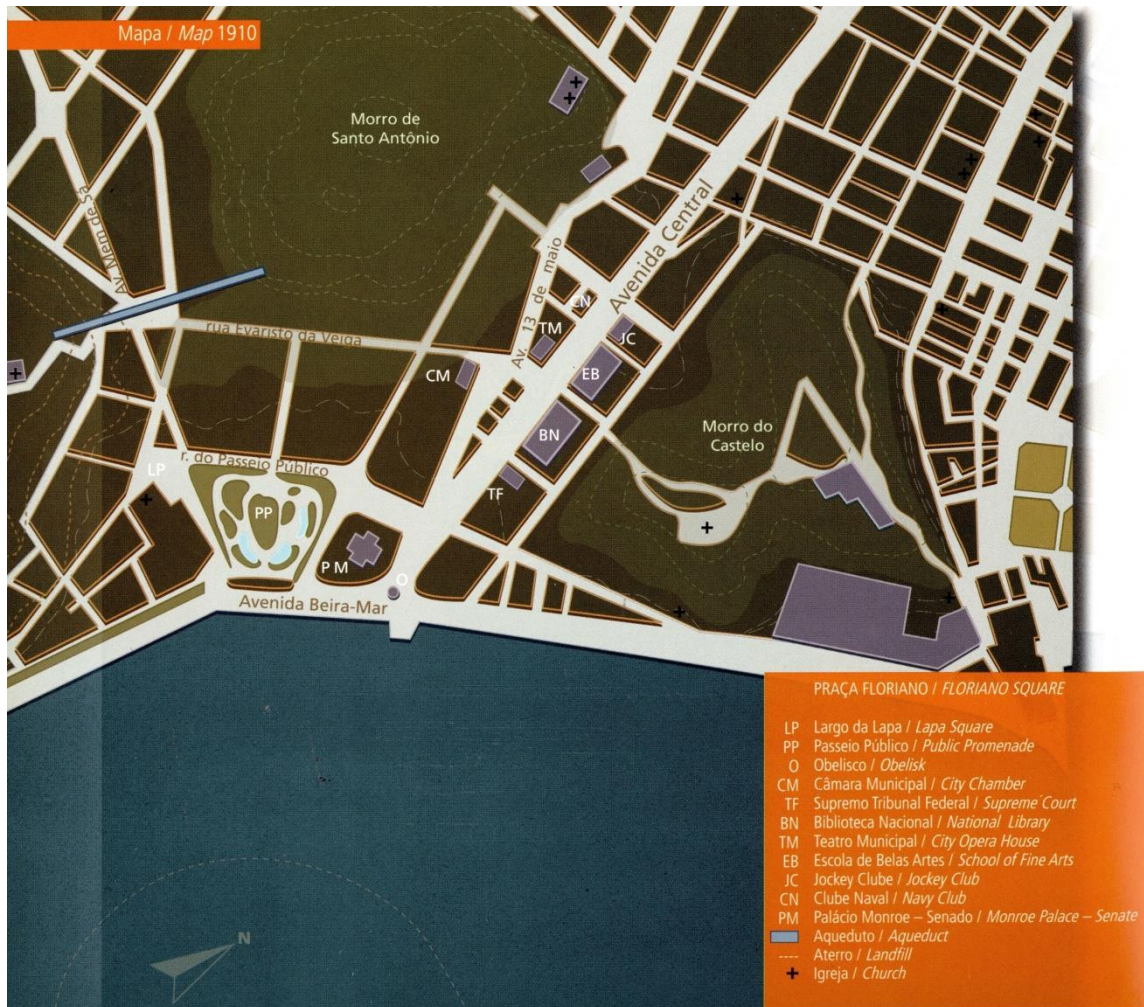 Mapa / Map 1910
Morro de
Santo Antônio
Av. Mem de Sá
Avenida Central
Av. 13 de maio
CN
TM
JC
rua Evaristo da Veida
CM
EB
BN
Morro do
Castelo
r. do Passeio Público
LP
TF
PP
PM
O
Avenida Beira-Mar
PRAÇA FLORIANO / FLORIANO SQUARE
LP Largo da Lapa / Lapa Square
PP Passeio Público / Public Promenade
O Obelisco / Obelisk
CM Câmara Municipal / City Chamber
TF Supremo Tribunal Federal / Supreme Court
BN Biblioteca Nacional / National Library
TM Teatro Municipal / City Opera House
EB Escola de Belas Artes / School of Fine Arts
JC Jockey Clube / Jockey Club
CN Clube Naval / Navy Club
PM Palácio Monroe – Senado / Monroe Palace – Senate
Aqueduto / Aqueduct
Aterro / Landfill
Igreja / Church
N